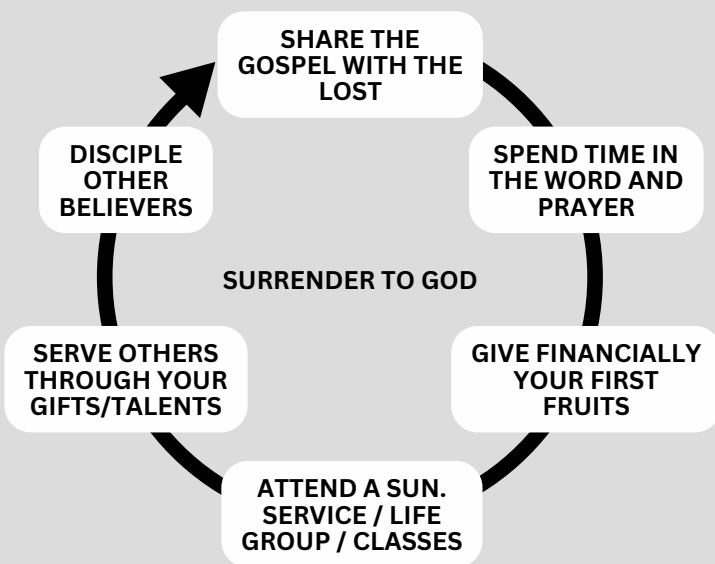 SHARE THE
GOSPEL WITH THE
LOST
SPEND TIME IN
THE WORD AND
PRAYER
GIVE FINANCIALLY
YOUR FIRST
FRUITS
ATTEND A SUN.
SERVICE / LIFE
GROUP / CLASSES
SERVE OTHERS
THROUGH YOUR
GIFTS/TALENTS
DISCIPLE
OTHER
BELIEVERS
SURRENDER TO GOD